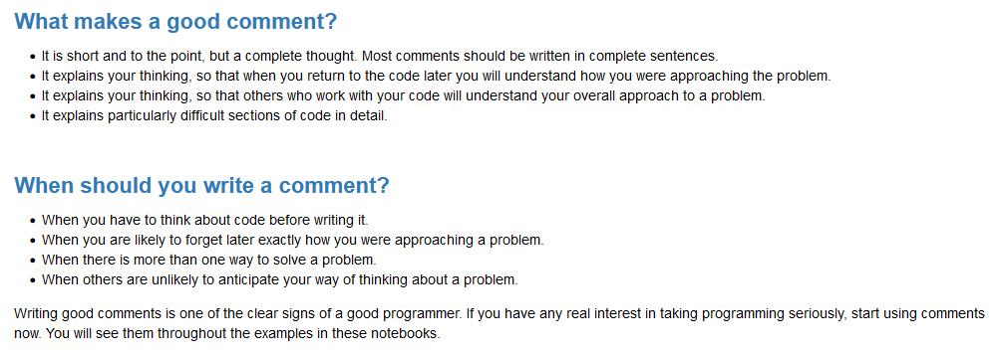 What makes a good comment?
• It is short and to the point, but a complete thought. Most comments should be written in complete sentences.
• It explains your thinking, so that when you return to the code later you will understand how you were approaching the problem.
• It explains your thinking, so that others who work with your code will understand your overall approach to a problem.
• It explains particularly difficult sections of code in detail.
When should you write a comment?
• When you have to think about code before writing it.
• When you are likely to forget later exactly how you were approaching a problem.
• When there is more than one way to solve a problem.
• When others are unlikely to anticipate your way of thinking about a problem.
Writing good comments is one of the clear signs of a good programmer. If you have any real interest in taking programming seriously, start using comments
now. You will see them throughout the examples in these notebooks.